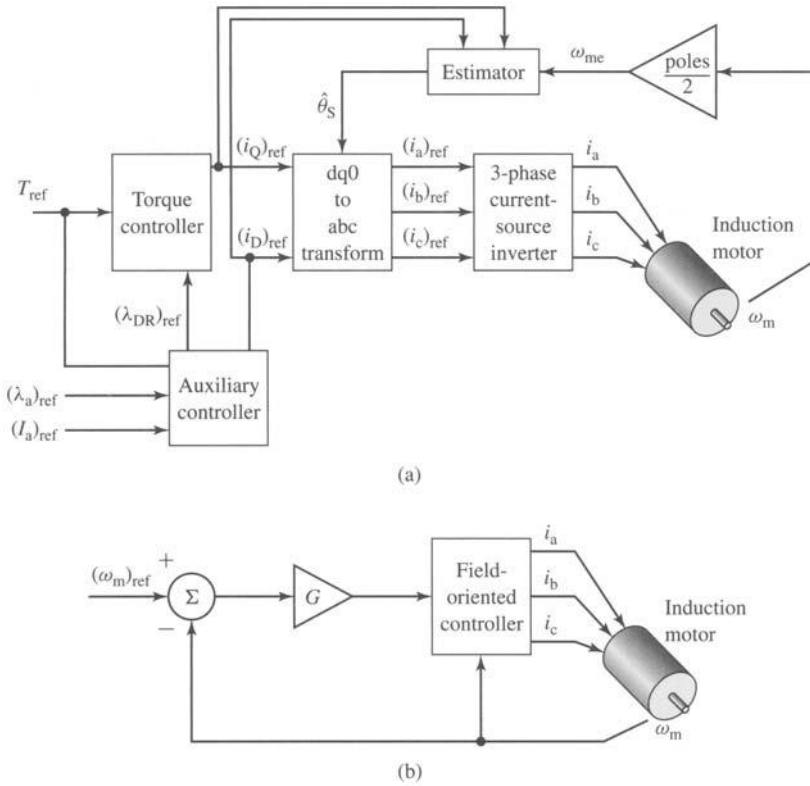 ω_me
poles
2
Estimator
θ̂_S
(i_Q)_ref
(i_a)_ref
i_a
T_ref
Torque
controller
dq0
to
abc
transform
(i_b)_ref
3-phase
current-
source
inverter
i_b
Induction
motor
(i_D)_ref
(i_c)_ref
i_c
(λ_DR)_ref
ω_m
Auxiliary
controller
(λ_a)_ref
(I_a)_ref
(a)
i_a
(ω_m)_ref
+
Σ
−
G
Field-
oriented
controller
i_b
i_c
Induction
motor
ω_m
(b)